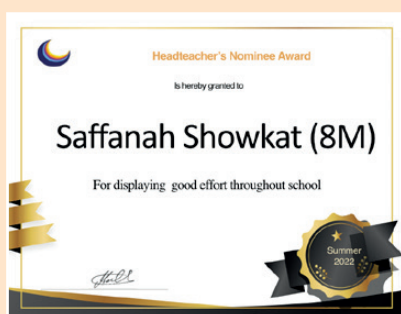 Headteacher's Nominee Award
Is hereby granted to
Saffanah Showkat (8M)
For displaying good effort throughout school
Summer
2022